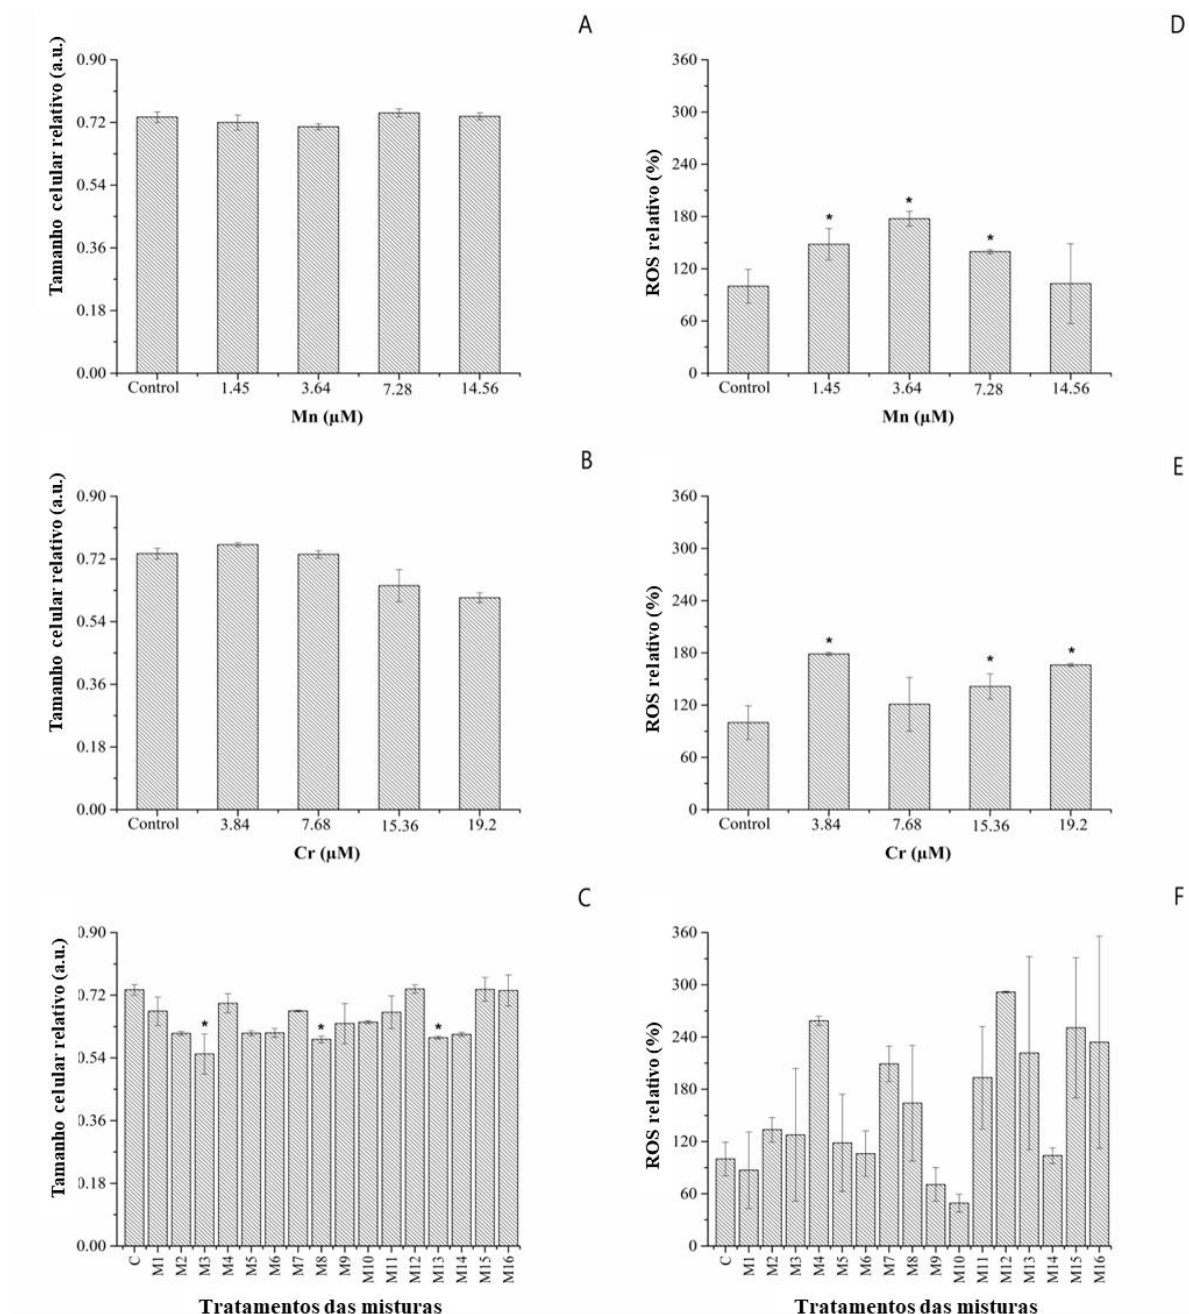 A
Tamanho celular relativo (a.u.)
0.90
0.72
0.54
0.36
0.18
0.00
Control 1.45 3.64 7.28 14.56
Mn (µM)
D
ROS relativo (%)
360
300
240
180
120
60
0
* * *
Control 1.45 3.64 7.28 14.56
Mn (µM)
B
Tamanho celular relativo (a.u.)
0.90
0.72
0.54
0.36
0.18
0.00
Control 3.84 7.68 15.36 19.2
Cr (µM)
E
ROS relativo (%)
360
300
240
180
120
60
0
* * *
Control 3.84 7.68 15.36 19.2
Cr (µM)
C
Tamanho celular relativo (a.u.)
0.90
0.72
0.54
0.36
0.18
0.00
* * *
C M1 M2 M3 M4 M5 M6 M7 M8 M9 M10 M11 M12 M13 M14 M15 M16
Tratamentos das misturas
F
ROS relativo (%)
360
300
240
180
120
60
0
C M1 M2 M3 M4 M5 M6 M7 M8 M9 M10 M11 M12 M13 M14 M15 M16
Tratamentos das misturas